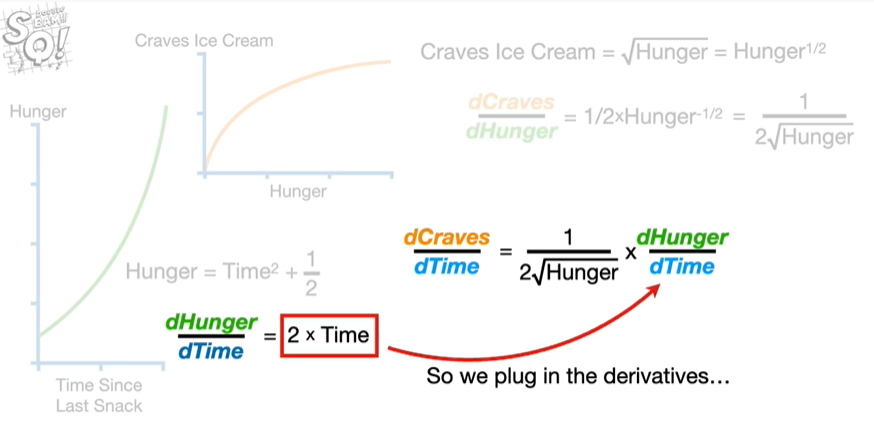 SQ!
Craves Ice Cream
Hunger
Hunger
Time Since
Last Snack
Craves Ice Cream = √Hunger = Hunger1/2
dCraves
dHunger
= 1/2×Hunger-1/2 =
1
2√Hunger
Hunger = Time² +
1
2
dHunger
dTime
= 2 x Time
dCraves
dTime
=
1
2√Hunger
x
dHunger
dTime
So we plug in the derivatives...